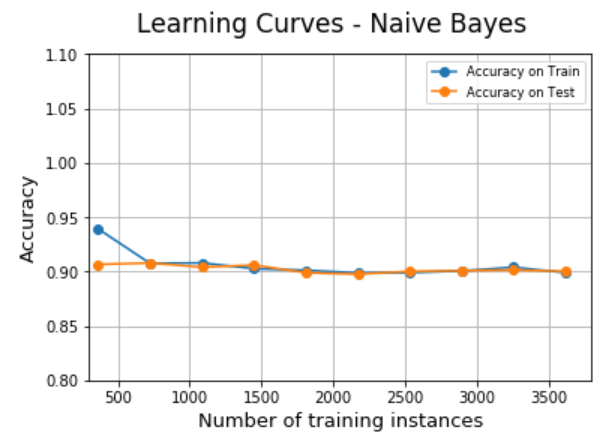 Learning Curves - Naive Bayes
1.10
1.05
1.00
0.95
0.90
0.85
0.80
Accuracy
Accuracy on Train
Accuracy on Test
500 1000 1500 2000 2500 3000 3500
Number of training instances